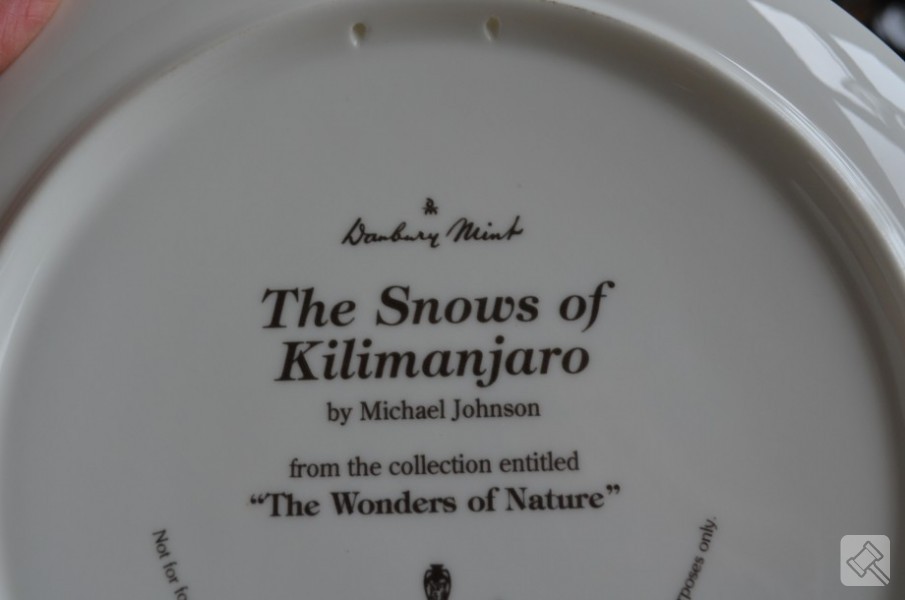 Danbury Mint
The Snows of
Kilimanjaro
by Michael Johnson
from the collection entitled
“The Wonders of Nature”
Not for
only.